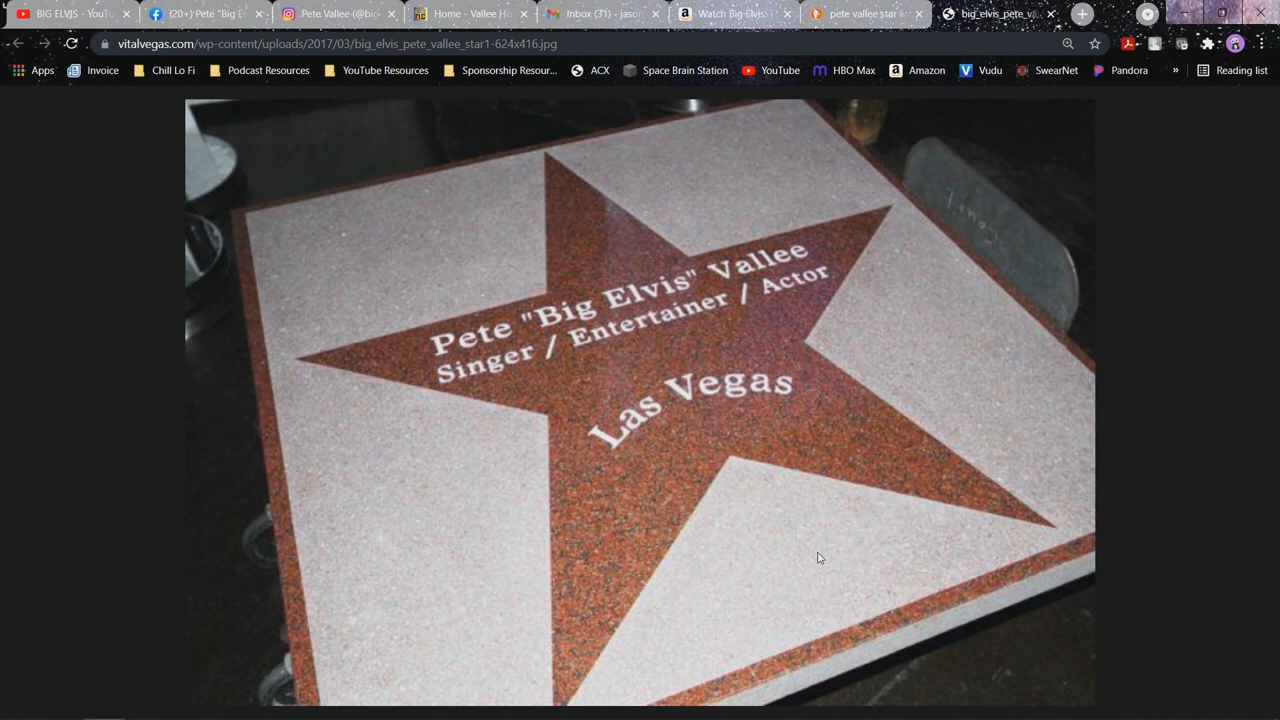 BIG ELVIS - YouTu
(20+) Pete "Big E
Pete Vallee (@big-
Home - Vallee H
Inbox (31) - jason
Watch Big Elvis:
pete vallee star
big_elvis_pete_va
vitalvegas.com/wp-content/uploads/2017/03/big_elvis_pete_vallee_star1-624x416.jpg
Apps
Invoice
Chill Lo Fi
Podcast Resources
YouTube Resources
Sponsorship Resour...
ACX
Space Brain Station
YouTube
HBO Max
Amazon
Vudu
SwearNet
Pandora
»
Reading list
Pete "Big Elvis" Vallee
Singer / Entertainer / Actor
Las Vegas